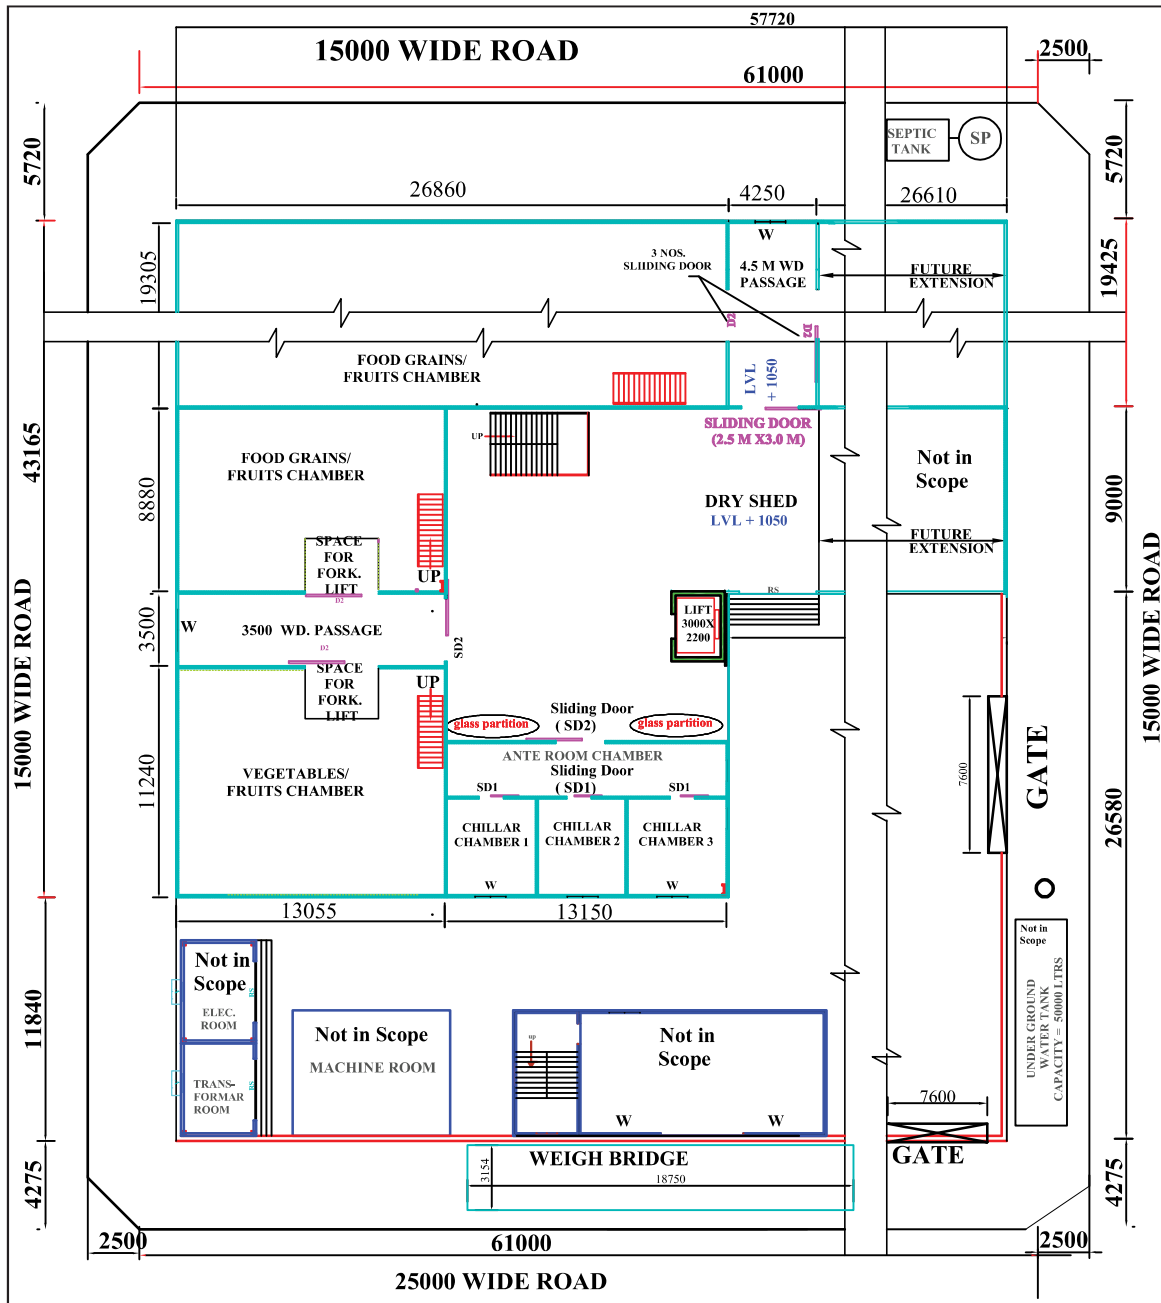 57720
15000 WIDE ROAD
2500
61000
5720
5720
SEPTIC
TANK
SP
26860
4250
26610
W
3 NOS.
SLIIDING DOOR
4.5 M WD
PASSAGE
FUTURE
EXTENSION
19305
19425
D2
D2
FOOD GRAINS/
FRUITS CHAMBER
LVL
+ 1050
SLIDING DOOR
(2.5 M X3.0 M)
UP
FOOD GRAINS/
FRUITS CHAMBER
Not in
Scope
43165
8880
DRY SHED
LVL + 1050
9000
FUTURE
EXTENSION
SPACE
FOR
FORK.
LIFT
UP
D2
RS
15000 WIDE ROAD
15000 WIDE ROAD
3500
W
3500 WD. PASSAGE
D2
SD2
LIFT
3000X
2200
SPACE
FOR
FORK.
LIFT
UP
glass partition
Sliding Door
( SD2)
glass partition
ANTE ROOM CHAMBER
Sliding Door
( SD1)
SD1
SD1
11240
VEGETABLES/
FRUITS CHAMBER
7600
GATE
26580
CHILLAR
CHAMBER 1
CHILLAR
CHAMBER 2
CHILLAR
CHAMBER 3
W
W
13055
13150
Not in
Scope
ELEC.
ROOM
RS
TRANS-
FORMAR
ROOM
RS
11840
Not in Scope
MACHINE ROOM
up
Not in
Scope
W
W
Not in
Scope
UNDER GROUND
WATER TANK
CAPACITY = 50000 LTRS
7600
GATE
WEIGH BRIDGE
3154
18750
4275
4275
2500
61000
2500
25000 WIDE ROAD